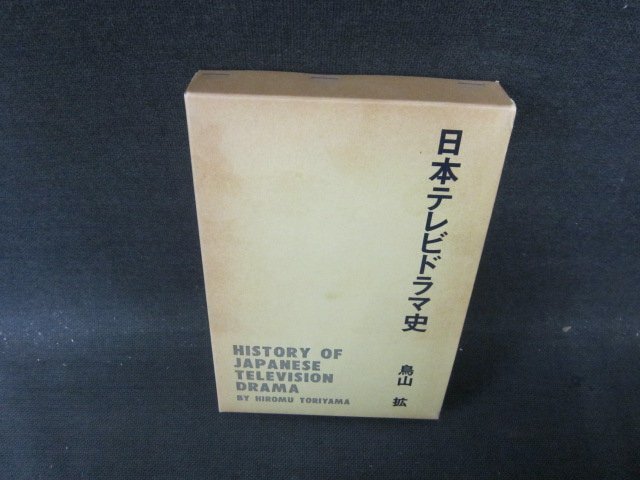 日本テレビドラマ史
鳥山 拡
HISTORY OF
JAPANESE
TELEVISION
DRAMA
BY HIROMU TORIYAMA